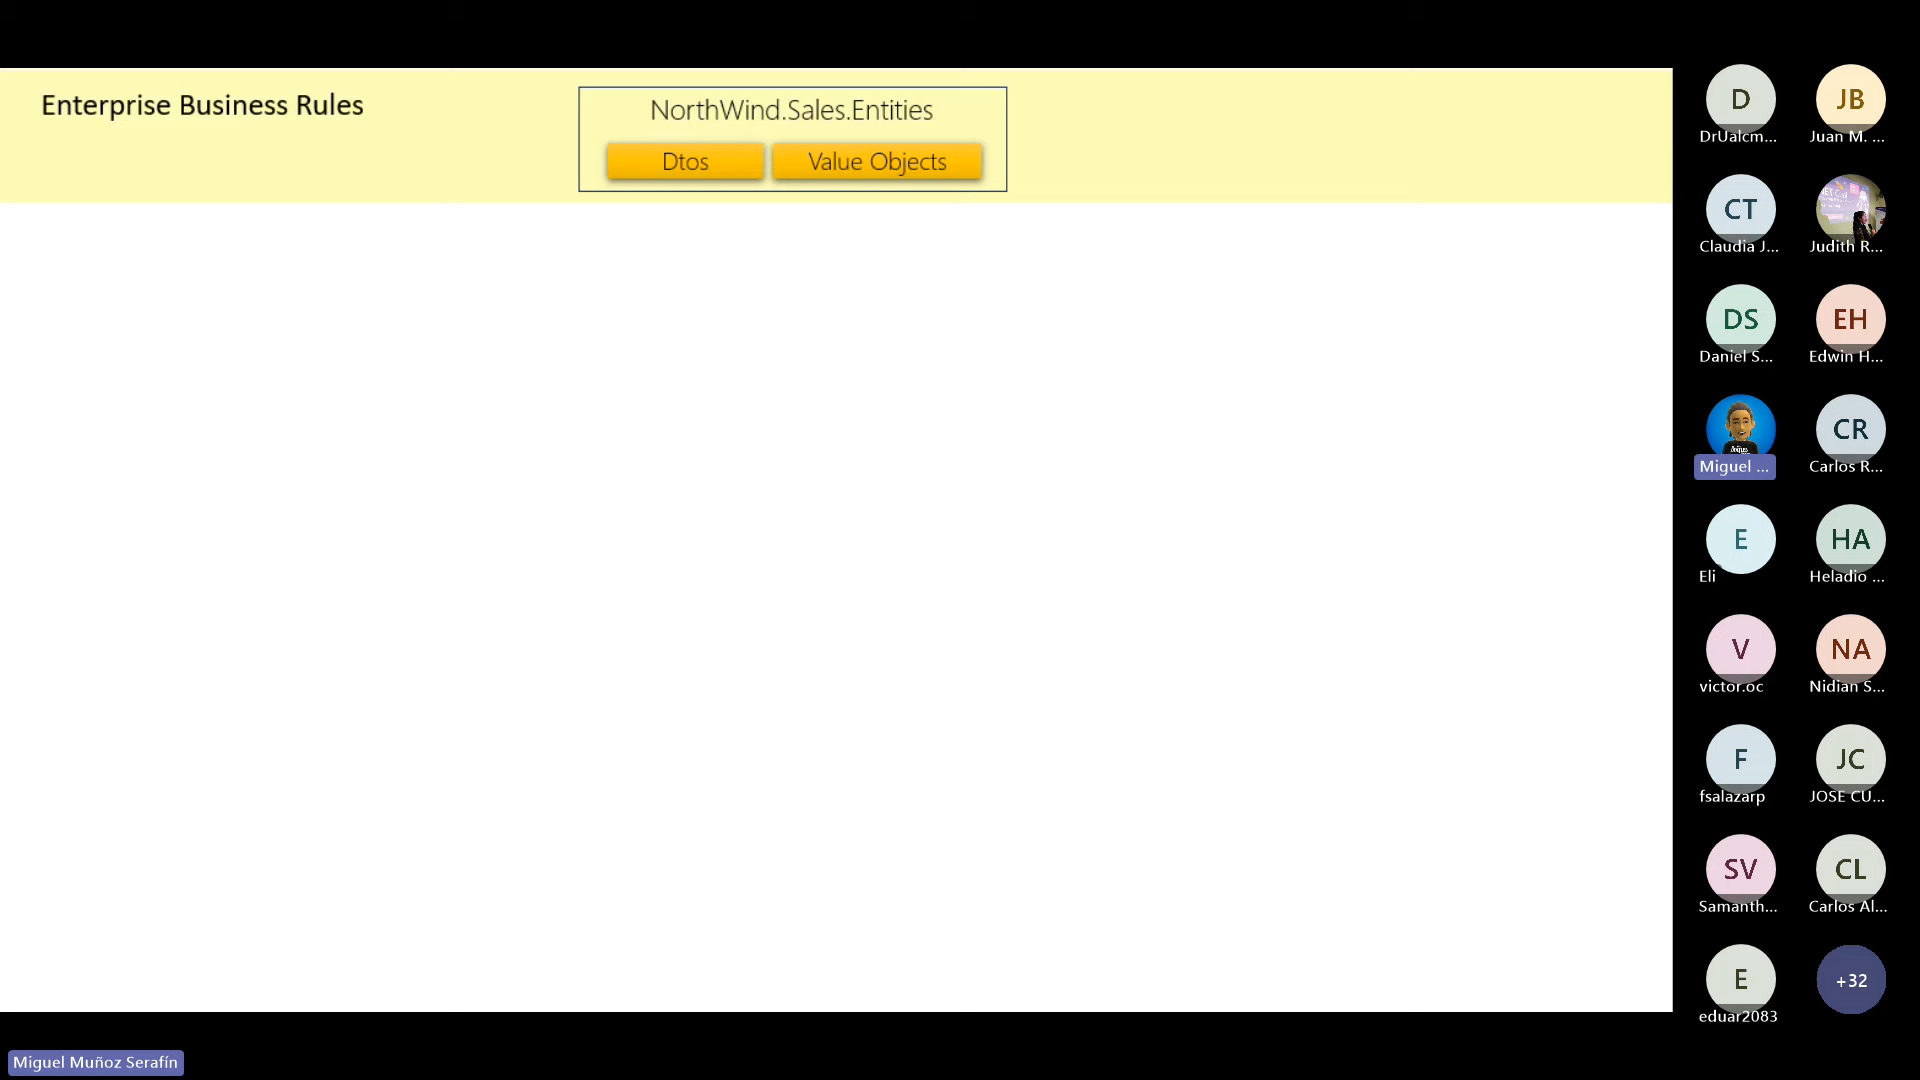 Enterprise Business Rules
NorthWind.Sales.Entities
Dtos
Value Objects
D
DrUalcm...
JB
Juan M. ...
CT
Claudia J...
Judith R...
DS
Daniel S...
EH
Edwin H...
Miguel ...
CR
Carlos R...
E
Eli
HA
Heladio ...
V
victor.oc
NA
Nidian S...
F
fsalazarp
JC
JOSE CU...
SV
Samanth...
CL
Carlos Al...
E
eduar2083
+32
Miguel Muñoz Serafín